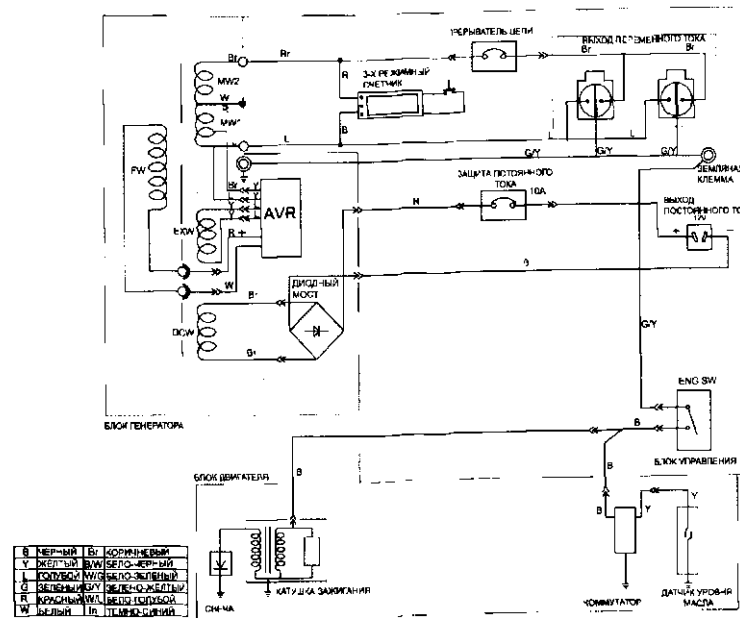 ПРЕРЫВАТЕЛЬ ЦЕПИ
ВЫХОД ПЕРЕМЕННОГО ТОКА
Br
Br
Br
Br
MW2
R
3-Х РЕЖИМНЫЙ
СЧЕТЧИК
W
B
L
L
G/Y
G/Y
G/Y
ЗЕМЛЯНАЯ
КЛЕММА
FW
ЗАЩИТА ПОСТОЯННОГО
ТОКА
10A
Br
Y
AVR
EXW
R +
W
R
ВЫХОД
ПОСТОЯННОГО ТО
12V
+
-
ДИОДНЫЙ
МОСТ
Br
DCW
Br
G/Y
ENG SW
B
БЛОК ГЕНЕРАТОРА
БЛОК УПРАВЛЕНИЯ
БЛОК ДВИГАТЕЛЯ
B
B
Y
Y
СВЕЧА
КАТУШКА ЗАЖИГАНИЯ
КОММУТАТОР
ДАТЧИК УРОВНЯ
МАСЛА
B ЧЕРНЫЙ Br КОРИЧНЕВЫЙ
Y ЖЕЛТЫЙ B/W БЕЛО-ЧЕРНЫЙ
L ГОЛУБОЙ W/G БЕЛО-ЗЕЛЕНЫЙ
G ЗЕЛЕНЫЙ G/Y ЗЕЛЕНО-ЖЕЛТЫЙ
R КРАСНЫЙ W/L БЕЛО-ГОЛУБОЙ
W БЕЛЫЙ ТЕМНО-СИНИЙ